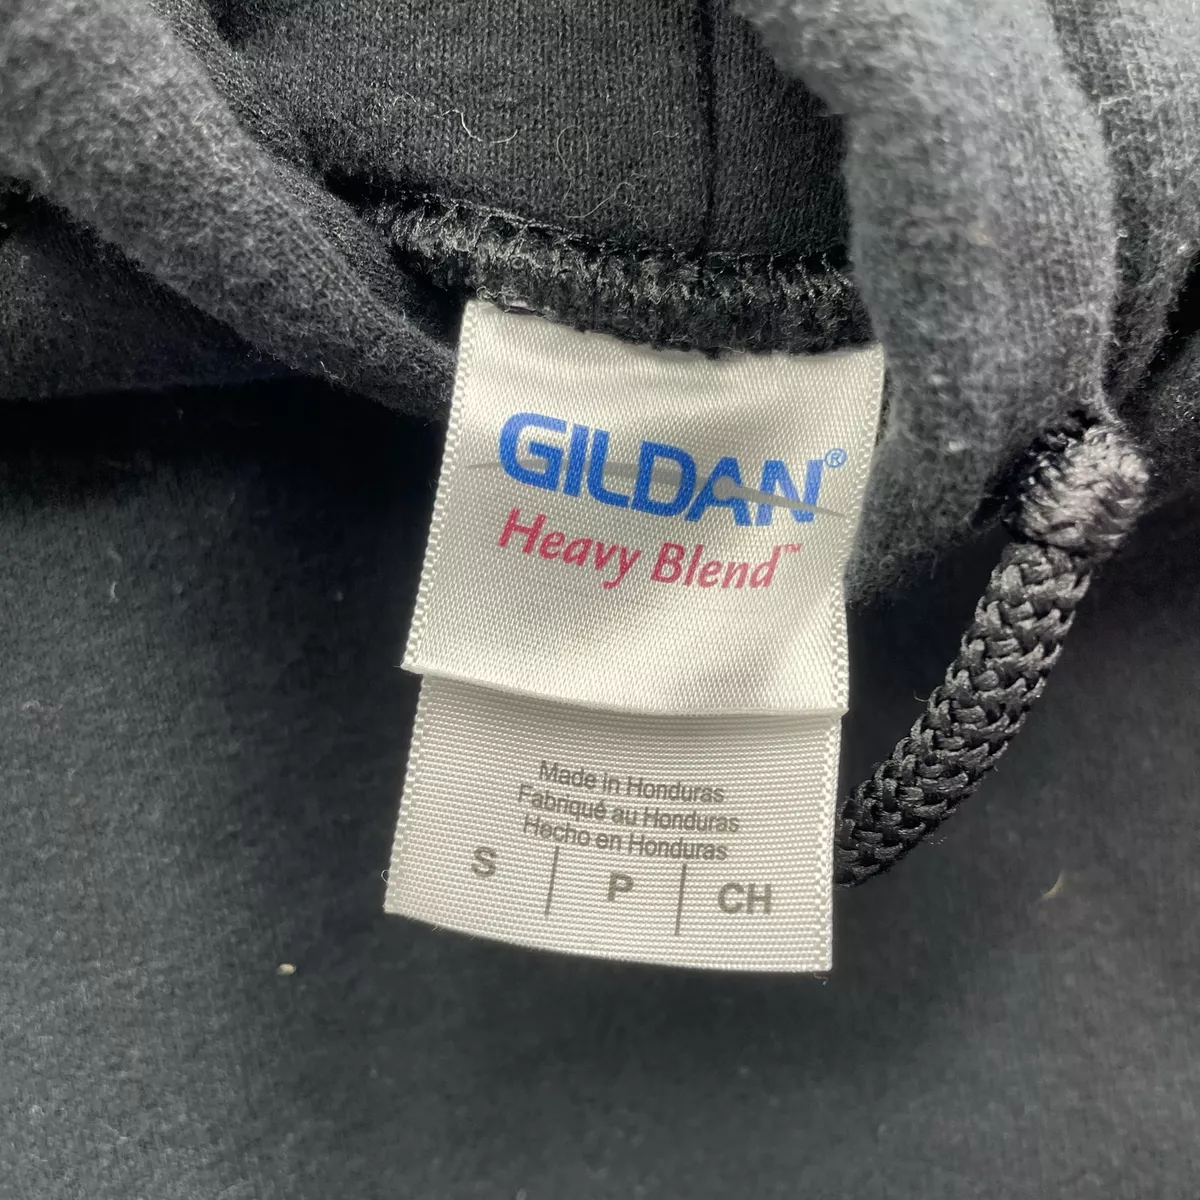 GILDAN®
Heavy Blend™
Made in Honduras
Fabriqué au Honduras
Hecho en Honduras
S | P | CH